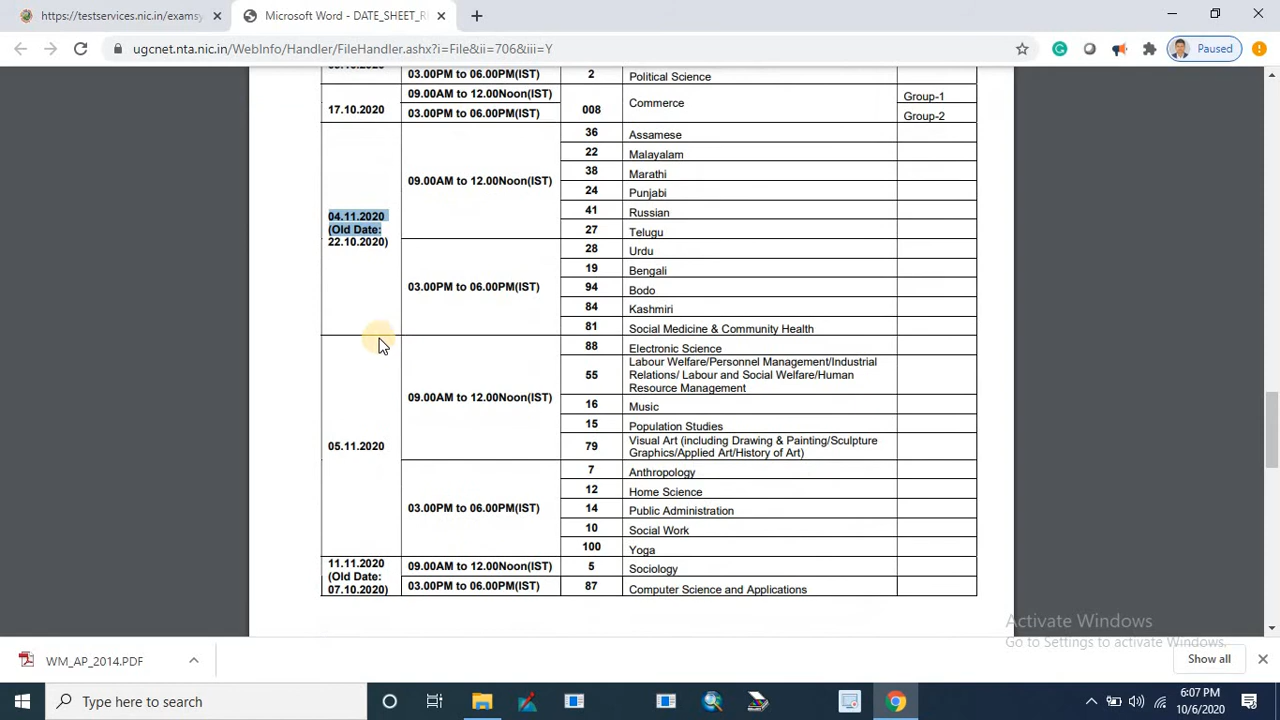 https://testservices.nic.in/examsy
Microsoft Word - DATE_SHEET_R
ugcnet.nta.nic.in/WebInfo/Handler/FileHandler.ashx?i=File&ii=706&iii=Y
Paused
03.00PM to 06.00PM(IST) 2 Political Science
17.10.2020 09.00AM to 12.00Noon(IST) 008 Commerce Group-1
03.00PM to 06.00PM(IST) Group-2
04.11.2020
(Old Date:
22.10.2020)
09.00AM to 12.00Noon(IST)
36 Assamese
22 Malayalam
38 Marathi
24 Punjabi
41 Russian
27 Telugu
03.00PM to 06.00PM(IST)
28 Urdu
19 Bengali
94 Bodo
84 Kashmiri
81 Social Medicine & Community Health
05.11.2020
09.00AM to 12.00Noon(IST)
88 Electronic Science
55 Labour Welfare/Personnel Management/Industrial
Relations/ Labour and Social Welfare/Human
Resource Management
16 Music
15 Population Studies
79 Visual Art (including Drawing & Painting/Sculpture
Graphics/Applied Art/History of Art)
03.00PM to 06.00PM(IST)
7 Anthropology
12 Home Science
14 Public Administration
10 Social Work
100 Yoga
11.11.2020
(Old Date:
07.10.2020)
09.00AM to 12.00Noon(IST) 5 Sociology
03.00PM to 06.00PM(IST) 87 Computer Science and Applications
Activate Windows
Go to Settings to activate Windows.
WM_AP_2014.PDF
Show all
Type here to search
6:07 PM
10/6/2020